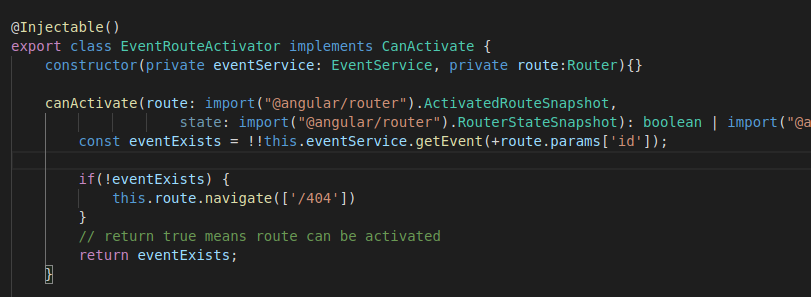 @Injectable()
export class EventRouteActivator implements CanActivate {
constructor(private eventService: EventService, private route:Router){}
canActivate(route: import("@angular/router").ActivatedRouteSnapshot,
state: import("@angular/router").RouterStateSnapshot): boolean | import("@a
const eventExists = !!this.eventService.getEvent(+route.params['id']);
if(!eventExists) {
this.route.navigate(['/404'])
}
// return true means route can be activated
return eventExists;
}